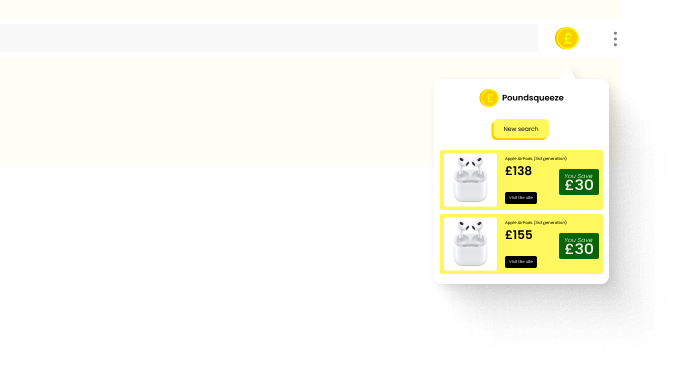 £
£ Poundsqueeze
New search
Apple AirPods (3rd generation)
£138
You Save
£30
Visit the site
Apple AirPods (3rd generation)
£155
You Save
£30
Visit the site